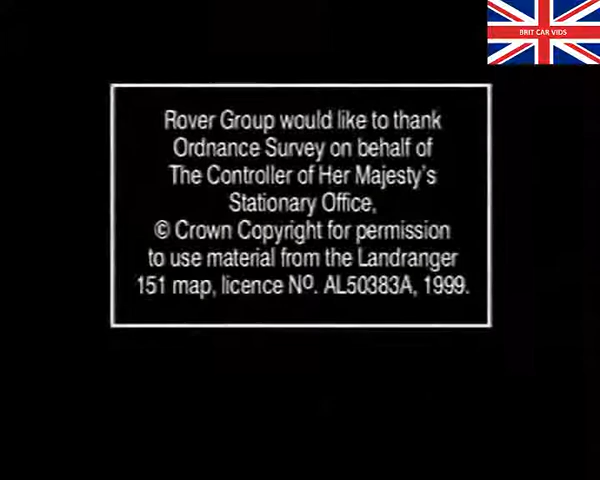 BRIT CAR VIDS
Rover Group would like to thank
Ordnance Survey on behalf of
The Controller of Her Majesty's
Stationary Office,
© Crown Copyright for permission
to use material from the Landranger
151 map, licence Nº. AL50383A, 1999.